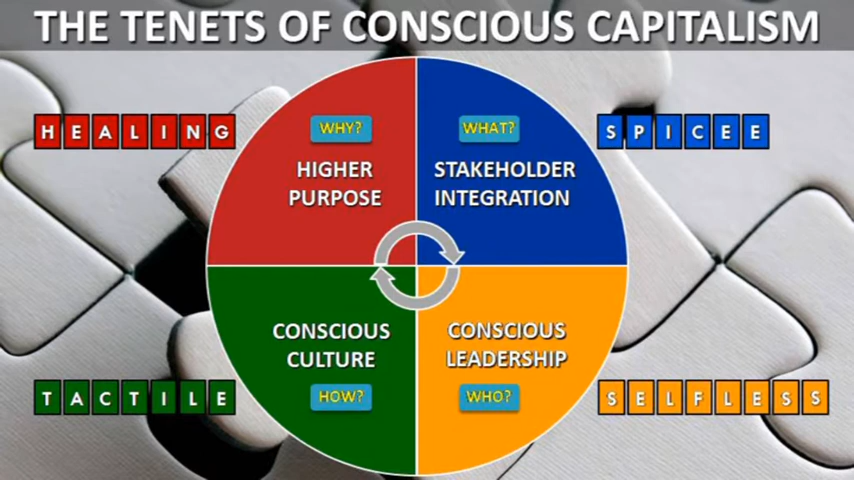 THE TENETS OF CONSCIOUS CAPITALISM
HEALING
WHY?
HIGHER
PURPOSE
WHAT?
STAKEHOLDER
INTEGRATION
SPICEE
TACTILE
CONSCIOUS
CULTURE
HOW?
CONSCIOUS
LEADERSHIP
WHO?
SELFLESS